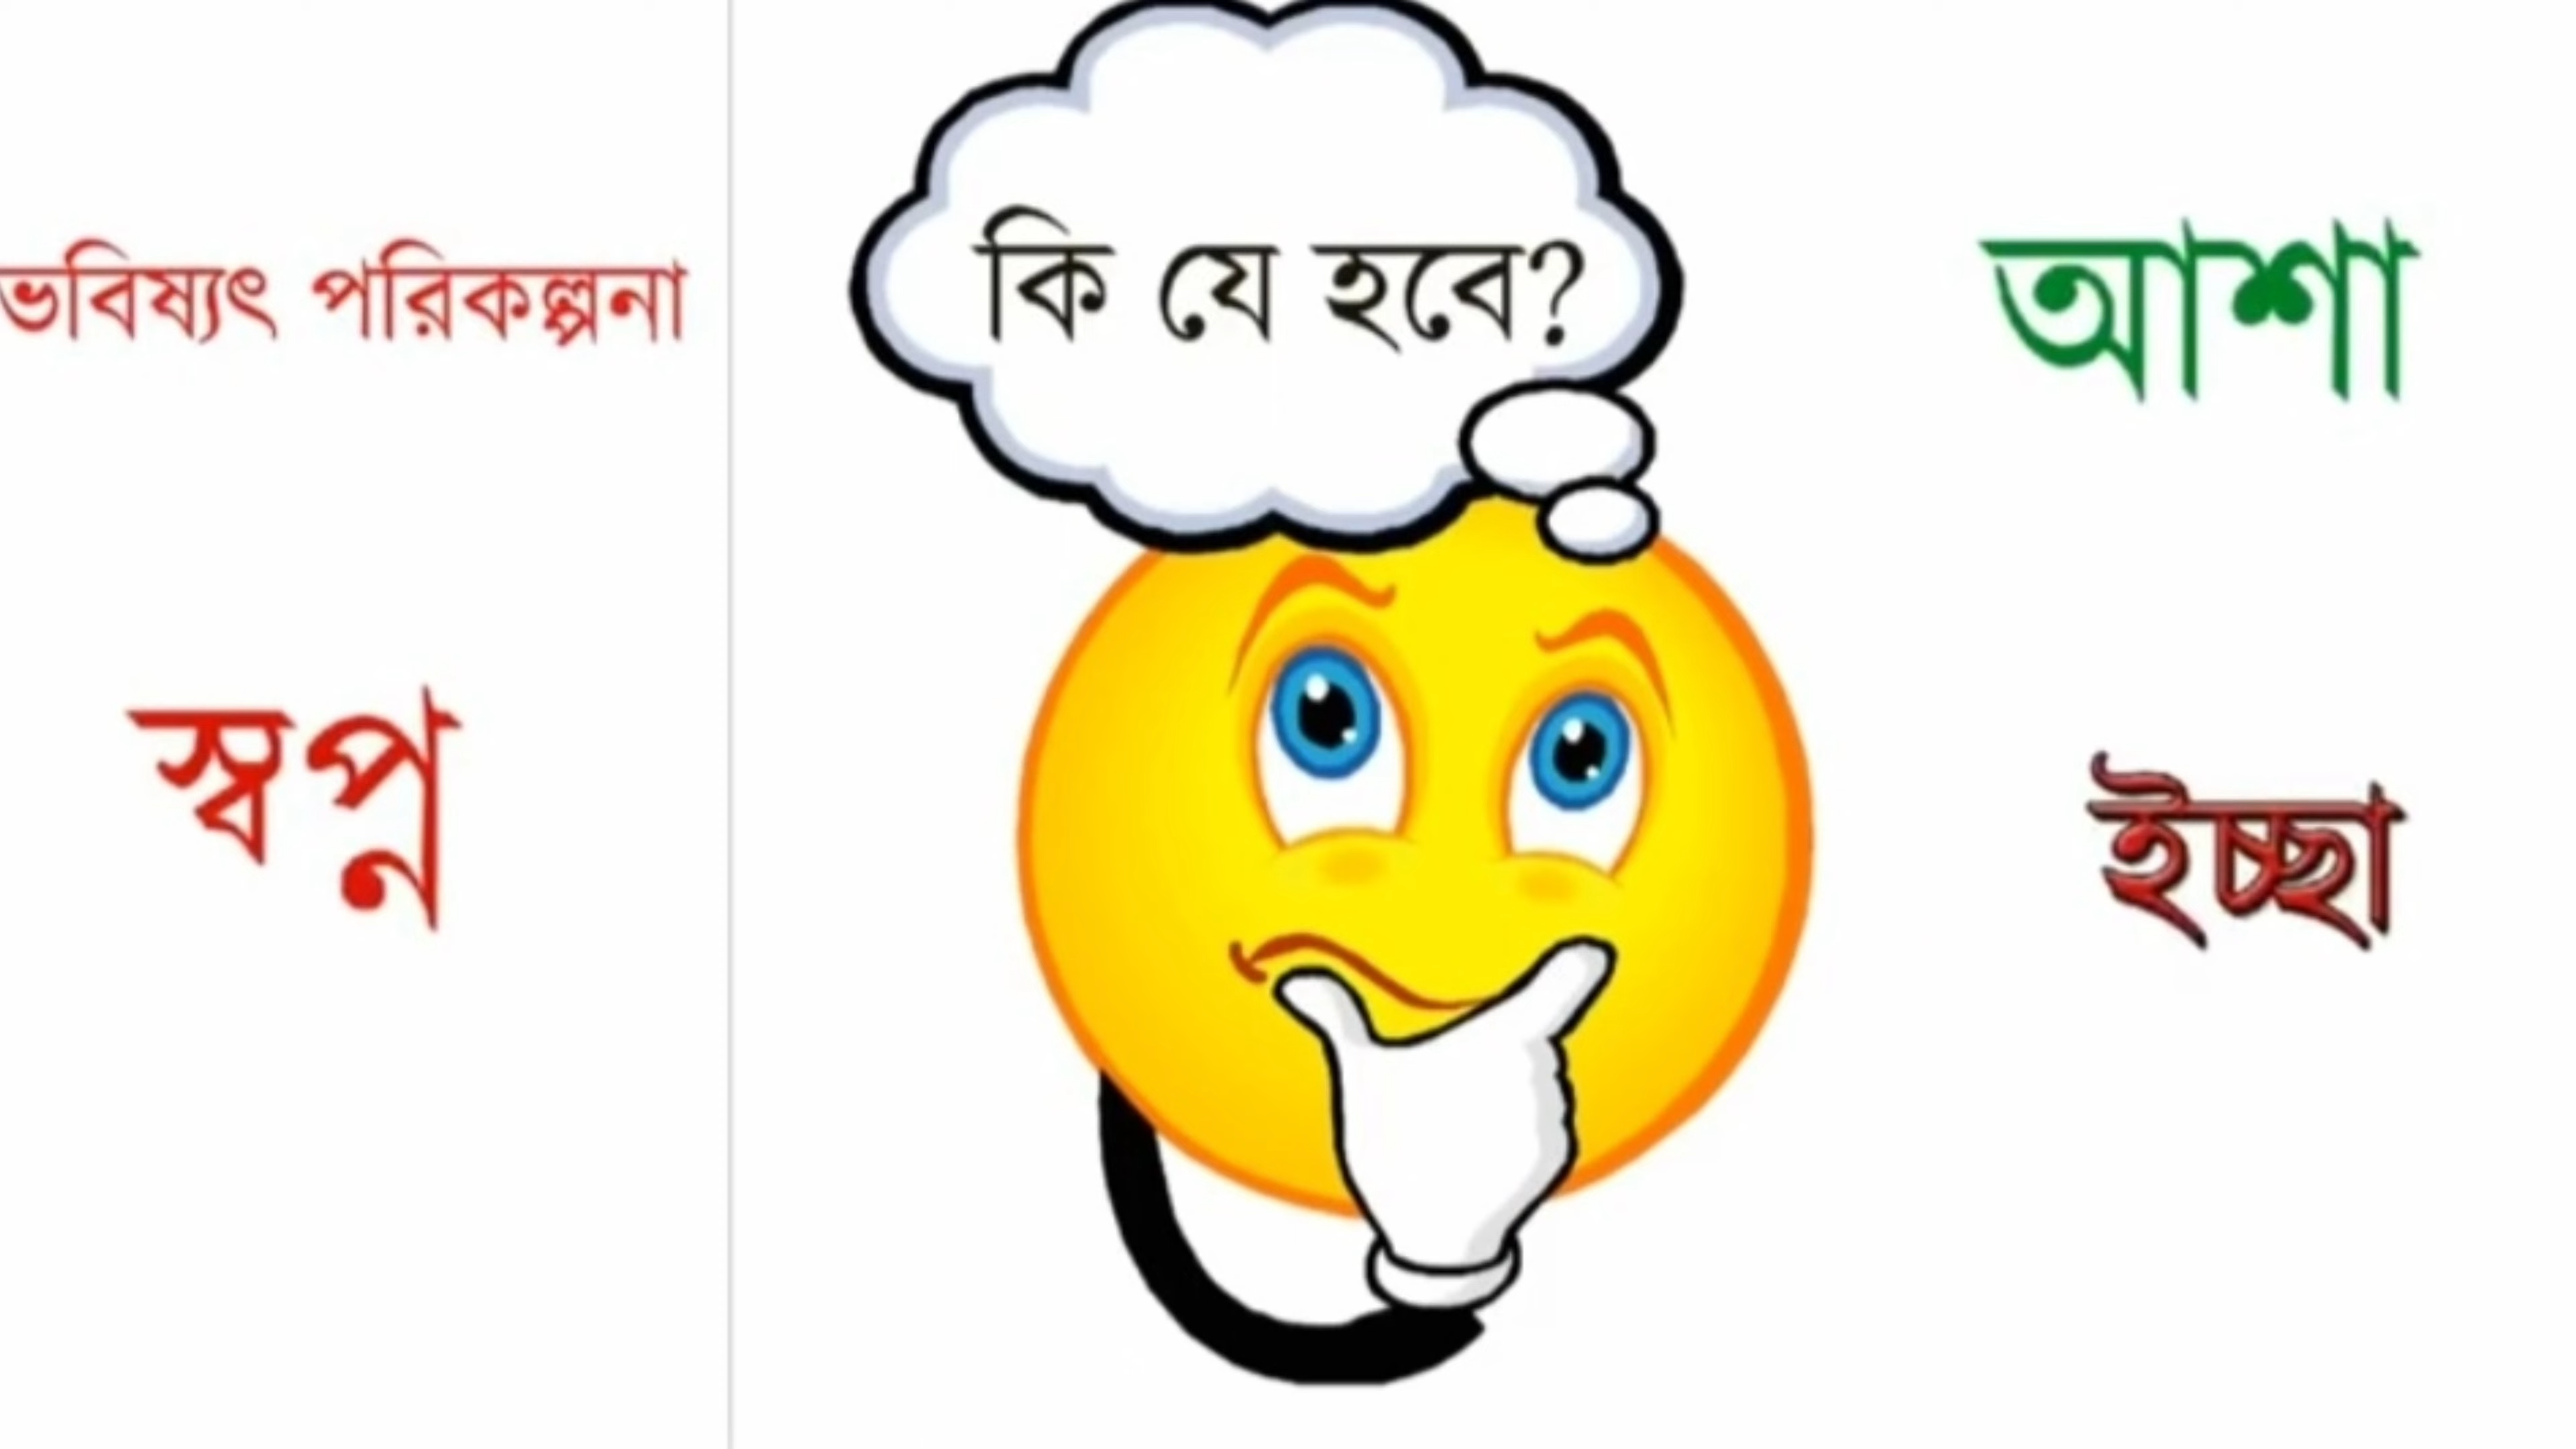 ভবিষ্যৎ পরিকল্পনা
কি যে হবে?
আশা
স্বপ্ন
ইচ্ছা